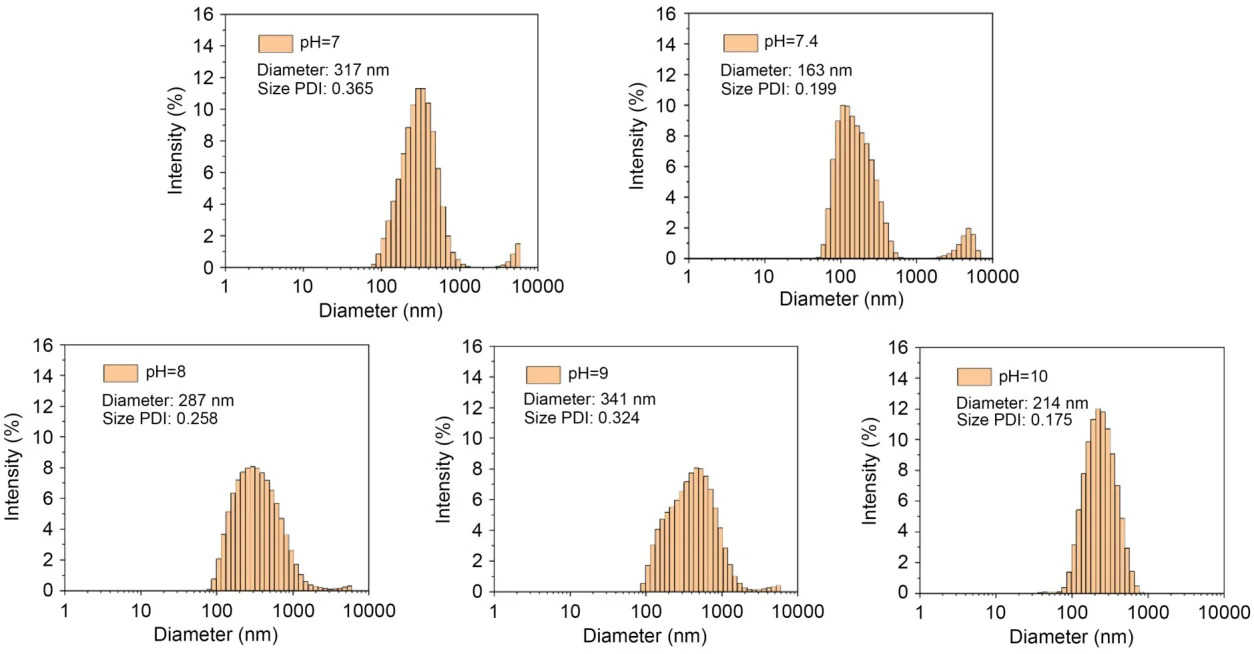 16
14
12
10
8
6
4
2
0
Intensity (%)
pH=7
Diameter: 317 nm
Size PDI: 0.365
1 10 100 1000 10000
Diameter (nm)
16
14
12
10
8
6
4
2
0
Intensity (%)
pH=7.4
Diameter: 163 nm
Size PDI: 0.199
1 10 100 1000 10000
Diameter (nm)
16
14
12
10
8
6
4
2
0
Intensity (%)
pH=8
Diameter: 287 nm
Size PDI: 0.258
1 10 100 1000 10000
Diameter (nm)
16
14
12
10
8
6
4
2
0
Intensity (%)
pH=9
Diameter: 341 nm
Size PDI: 0.324
1 10 100 1000 10000
Diameter (nm)
16
14
12
10
8
6
4
2
0
Intensity (%)
pH=10
Diameter: 214 nm
Size PDI: 0.175
1 10 100 1000 10000
Diameter (nm)